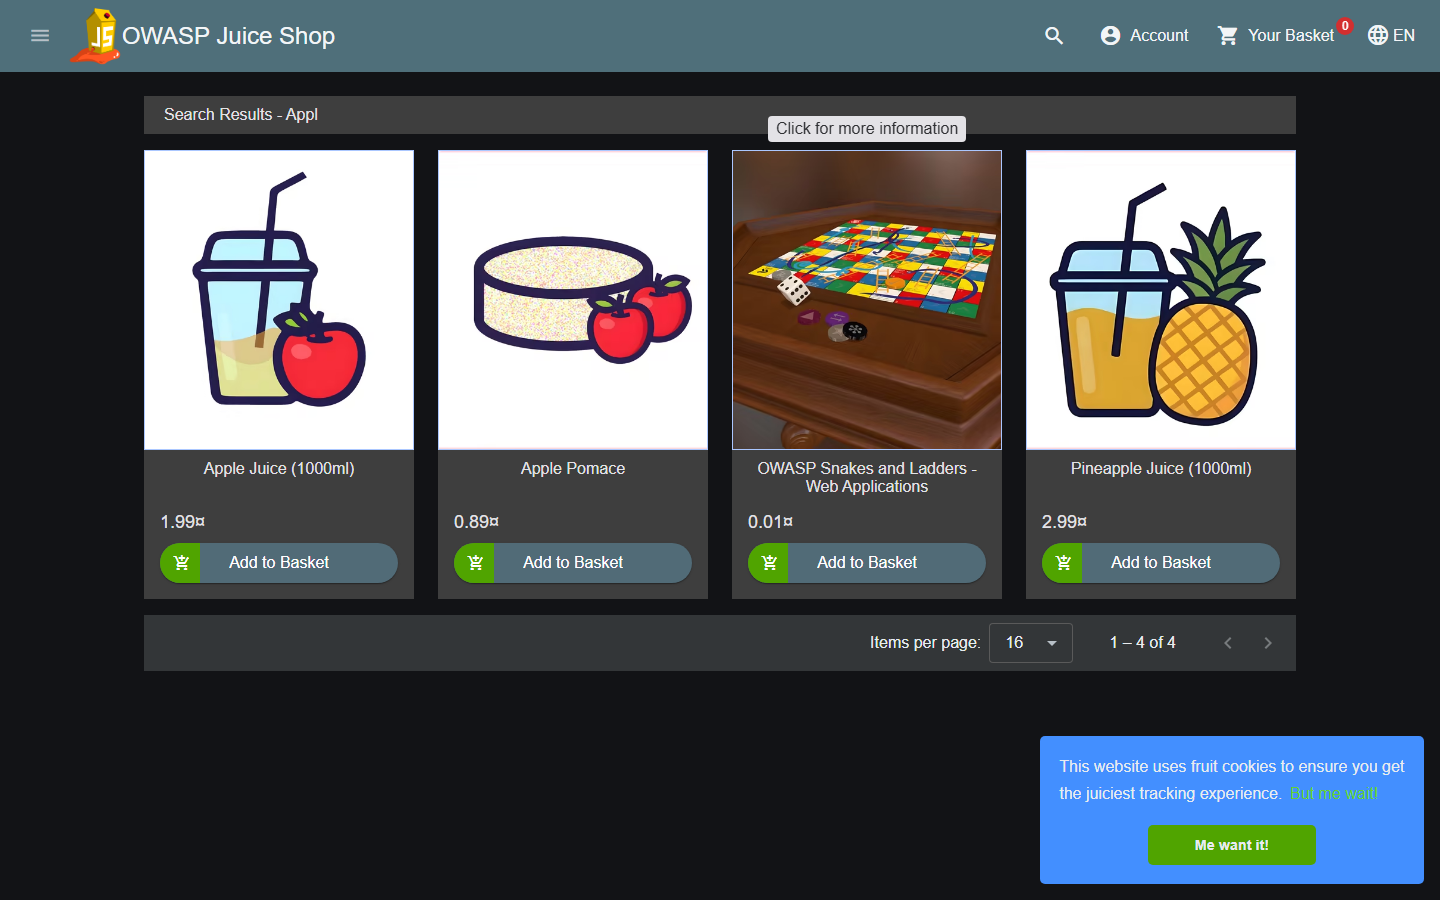 OWASP Juice Shop
Account
Your Basket
0
EN
Search Results - Appl
Click for more information
Apple Juice (1000ml)
1.99¤
Add to Basket
Apple Pomace
0.89¤
Add to Basket
OWASP Snakes and Ladders -
Web Applications
0.01¤
Add to Basket
Pineapple Juice (1000ml)
2.99¤
Add to Basket
Items per page:
16
1 – 4 of 4
This website uses fruit cookies to ensure you get
the juiciest tracking experience. But me wait!
Me want it!